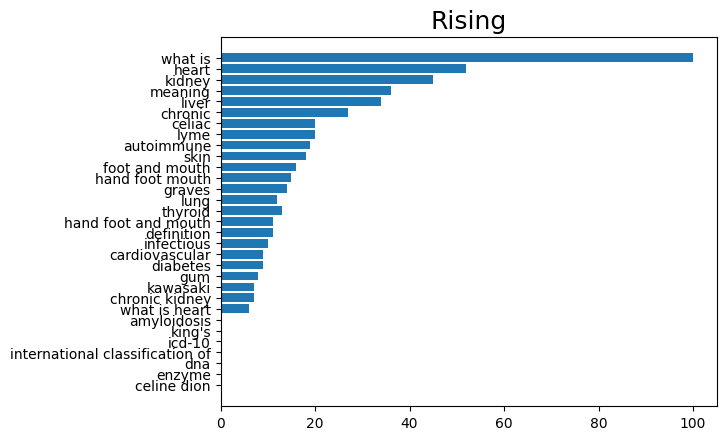 Rising
what is
heart
kidney
meaning
liver
chronic
celiac
lyme
autoimmune
skin
foot and mouth
hand foot mouth
graves
lung
thyroid
hand foot and mouth
definition
infectious
cardiovascular
diabetes
gum
kawasaki
chronic kidney
what is heart
amyloidosis
king's
icd-10
international classification of
dna
enzyme
celine dion
0 20 40 60 80 100